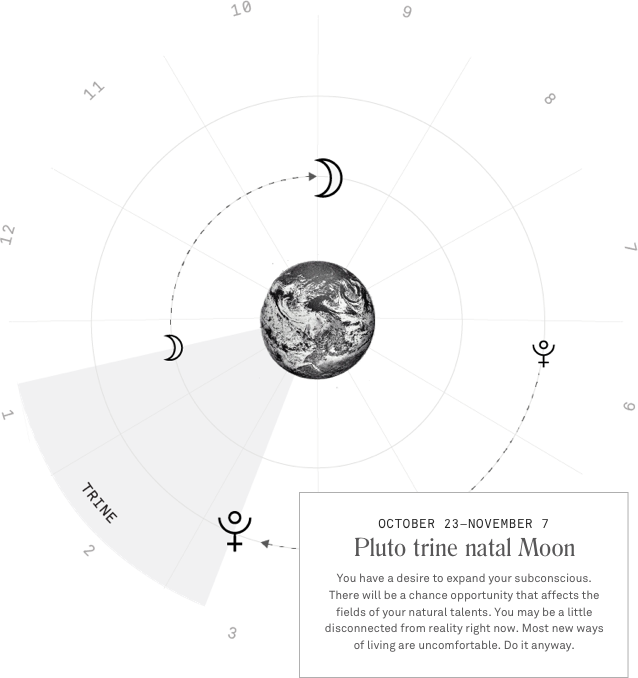 10
9
11
8
12
7
1
6
TRINE
2
3
OCTOBER 23–NOVEMBER 7
Pluto trine natal Moon
You have a desire to expand your subconscious.
There will be a chance opportunity that affects the
fields of your natural talents. You may be a little
disconnected from reality right now. Most new ways
of living are uncomfortable. Do it anyway.